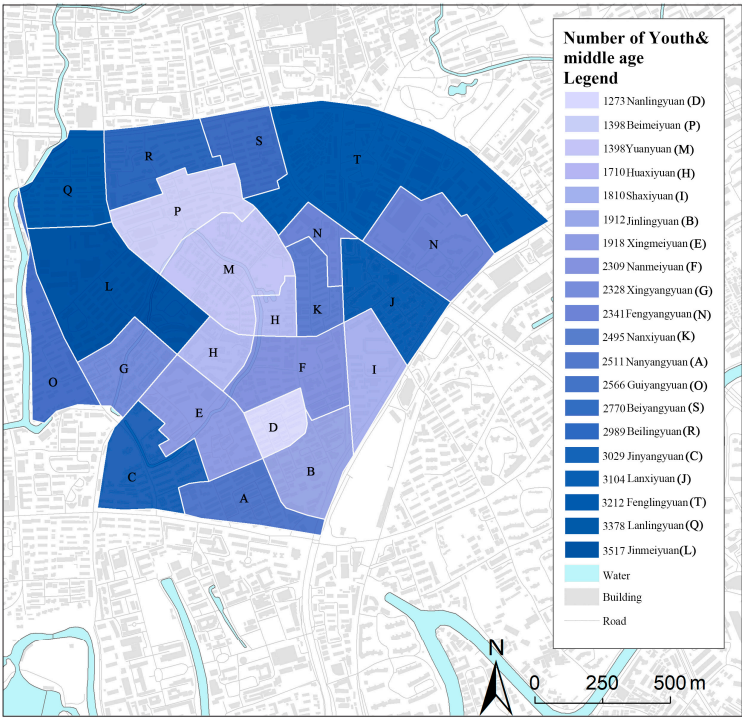 Number of Youth&
middle age
Legend
1273 Nanlingyuan (D)
1398 Beimeiyuan (P)
1398 Yuanyuan (M)
1710 Huaxiyuan (H)
1810 Shaxiyuan (I)
1912 Jinlingyuan (B)
1918 Xingmeiyuan (E)
2309 Nanmeiyuan (F)
2328 Xingyangyuan (G)
2341 Fengyangyuan (N)
2495 Nanxiyuan (K)
2511 Nanyangyuan (A)
2566 Guiyangyuan (O)
2770 Beiyangyuan (S)
2989 Beilingyuan (R)
3029 Jinyangyuan (C)
3104 Lanxiyuan (J)
3212 Fenglingyuan (T)
3378 Lanlingyuan (Q)
3517 Jinmeiyuan (L)
Water
Building
Road
S
R
T
Q
P
N
N
M
L
J
K
H
H
G
F
I
O
E
D
B
C
A
N
0 250 500 m